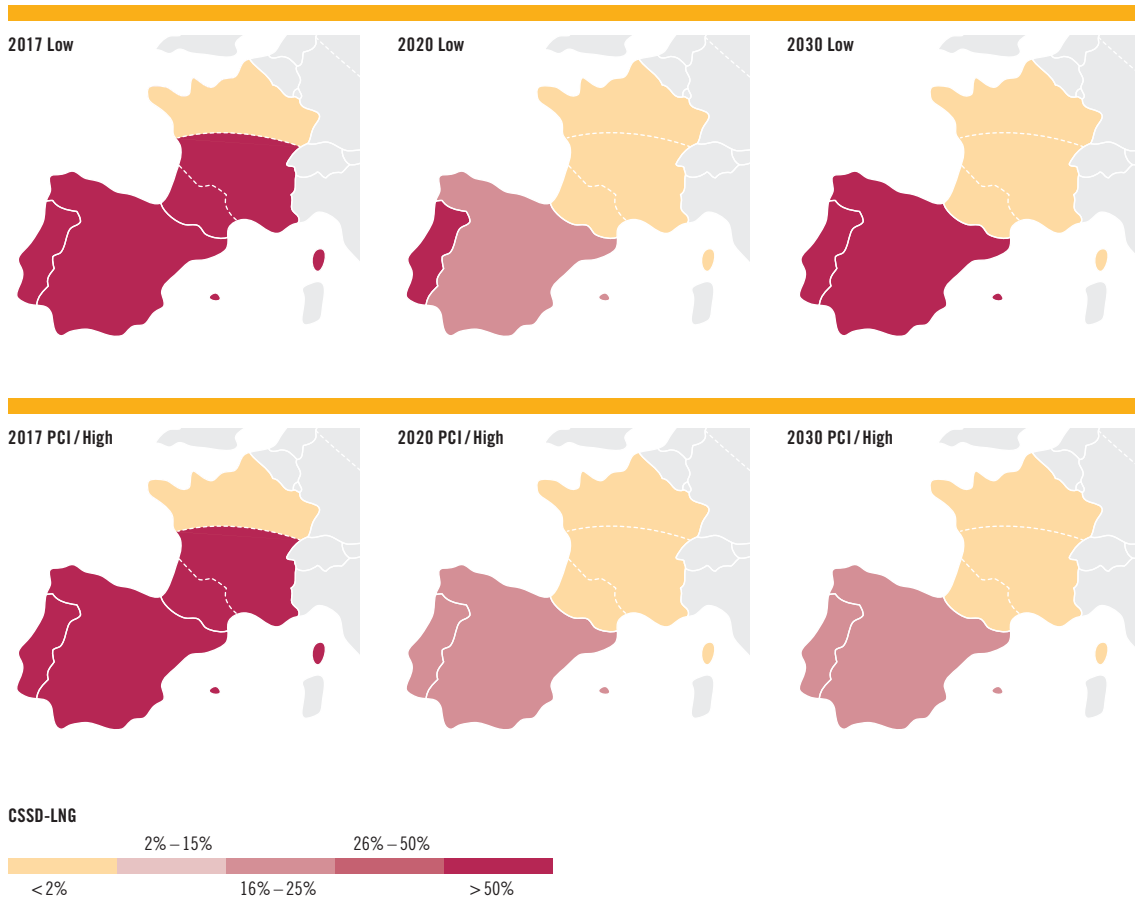 2017 Low
2020 Low
2030 Low
2017 PCI / High
2020 PCI / High
2030 PCI / High
CSSD-LNG
2% – 15%
26% – 50%
< 2%
16% – 25%
> 50%